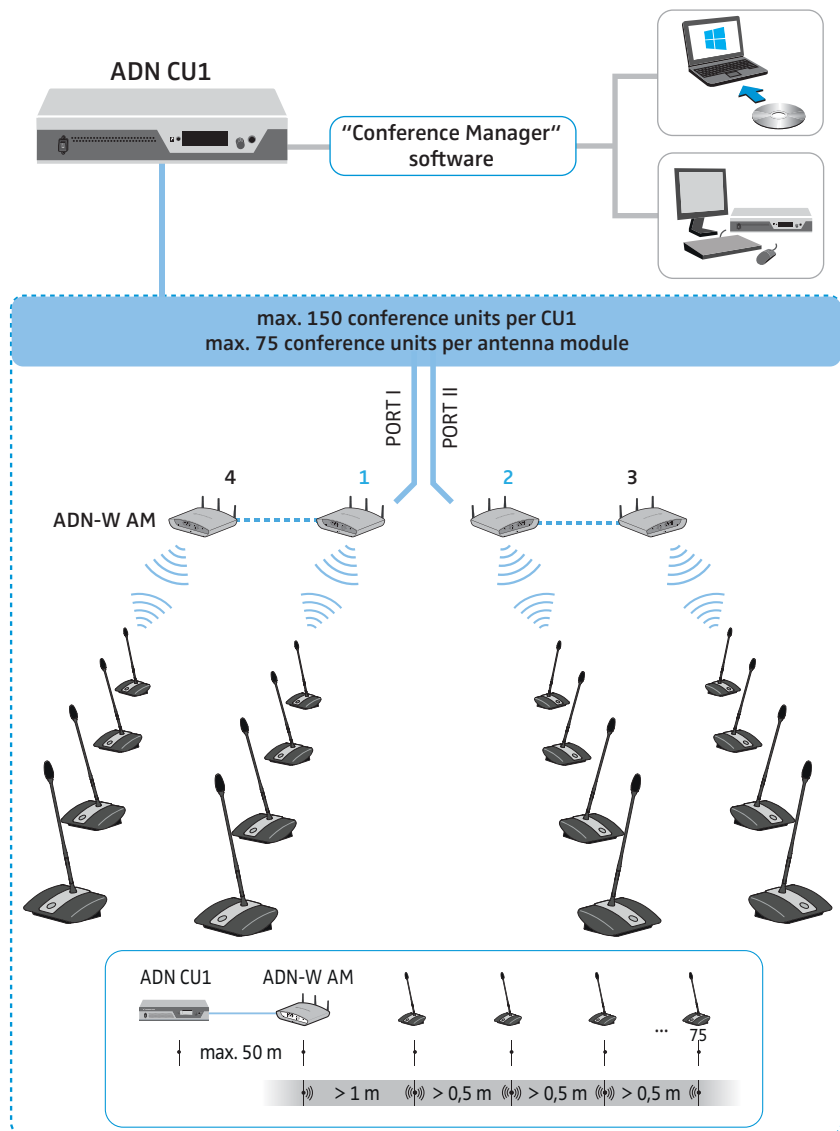 ADN CU1
“Conference Manager“
software
max. 150 conference units per CU1
max. 75 conference units per antenna module
PORT I
PORT II
4
1
2
3
ADN-W AM
ADN CU1
ADN-W AM
...
75
max. 50 m
> 1 m
> 0,5 m
> 0,5 m
> 0,5 m